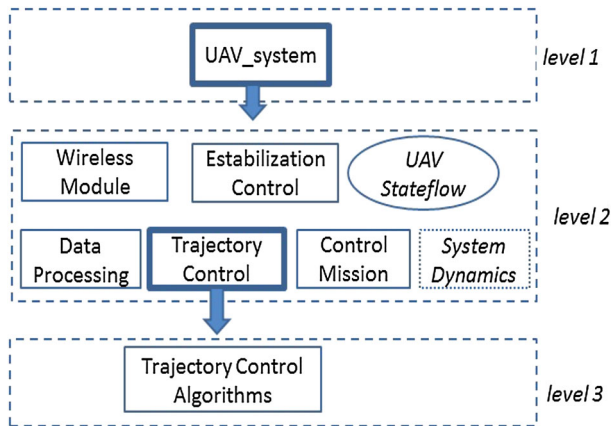 UAV_system
level 1
Wireless
Module
Estabilization
Control
UAV
Stateflow
level 2
Data
Processing
Trajectory
Control
Control
Mission
System
Dynamics
Trajectory Control
Algorithms
level 3